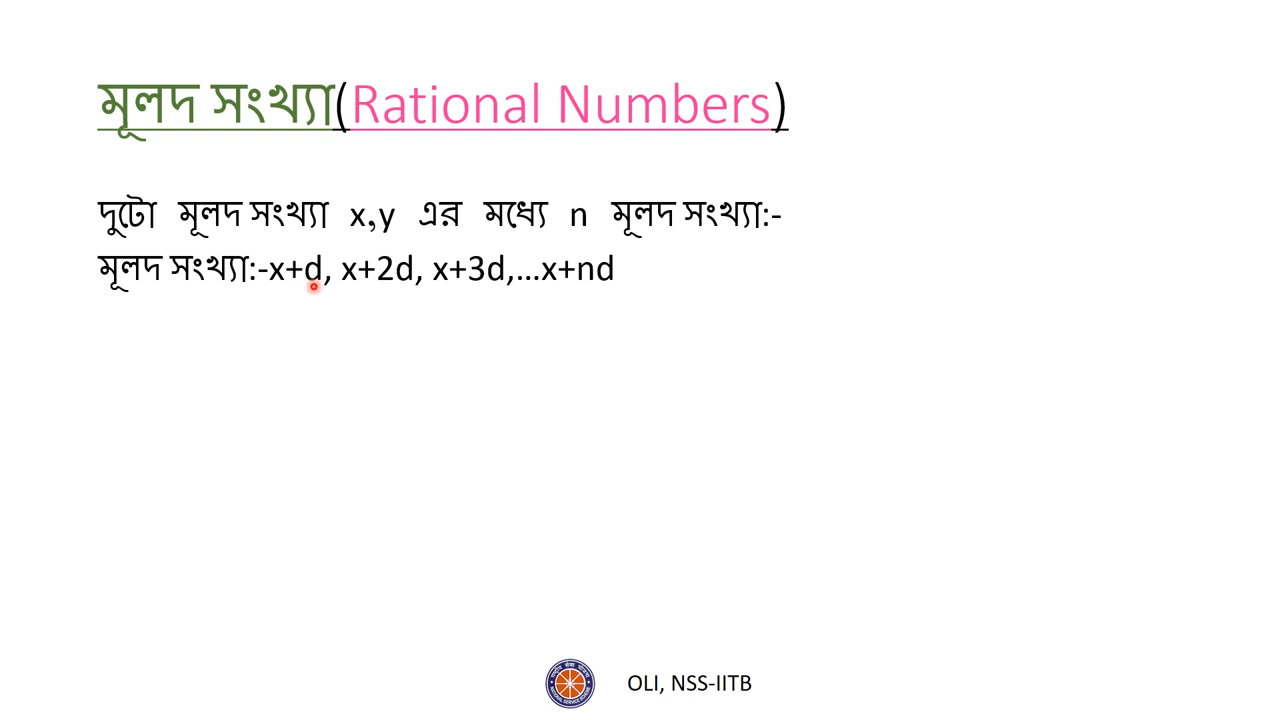 মূলদ সংখ্যা(Rational Numbers)
দুটো মূলদ সংখ্যা x,y এর মধ্যে n মূলদ সংখ্যা:-
মূলদ সংখ্যা:-x+d, x+2d, x+3d,...x+nd
OLI, NSS-IITB